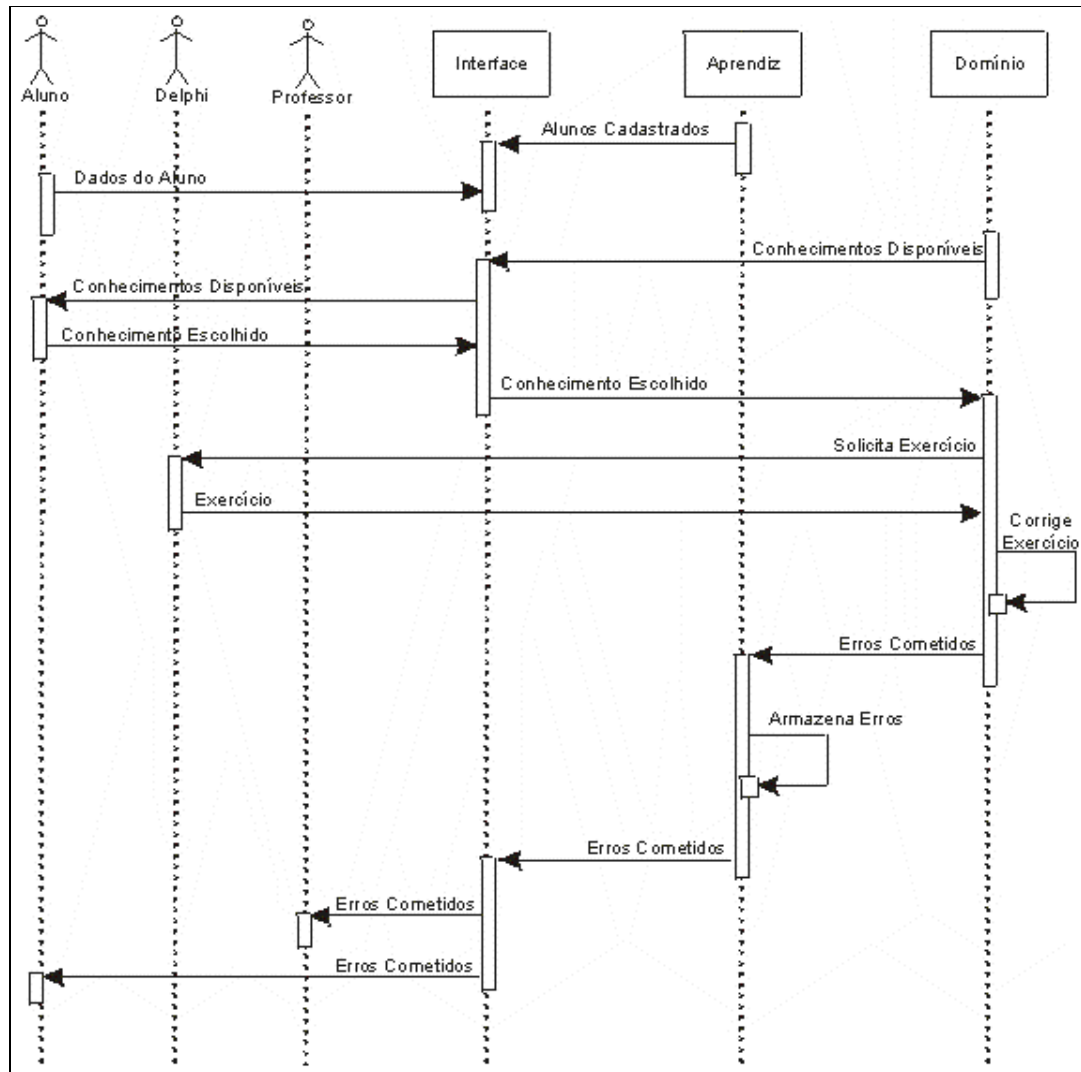 Aluno
Delphi
Professor
Interface
Aprendiz
Domínio
Alunos Cadastrados
Dados do Aluno
Conhecimentos Disponíveis
Conhecimentos Disponíveis
Conhecimento Escolhido
Conhecimento Escolhido
Solicita Exercício
Exercício
Corrige
Exercício
Erros Cometidos
Armazena Erros
Erros Cometidos
Erros Cometidos
Erros Cometidos